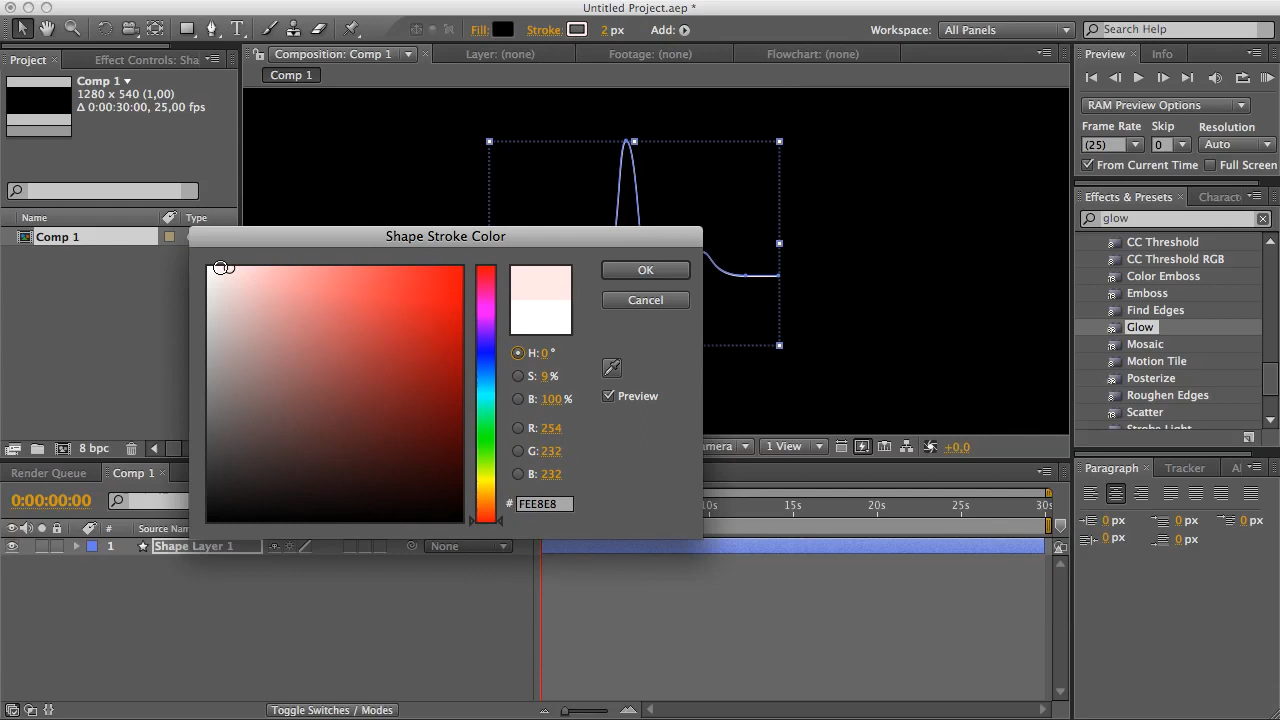 Untitled Project.aep *
Fill: Stroke: 2 px Add: Workspace: All Panels Search Help
Project Effect Controls: Sha Composition: Comp 1 Layer: (none) Footage: (none) Flowchart: (none) Preview Info
Comp 1
1280 x 540 (1,00)
Δ 0:00:30:00, 25,00 fps
Comp 1
RAM Preview Options
Frame Rate Skip Resolution
(25) 0 Auto
From Current Time Full Screen
Effects & Presets Charact
glow
CC Threshold
CC Threshold RGB
Color Emboss
Emboss
Find Edges
Glow
Mosaic
Motion Tile
Posterize
Roughen Edges
Scatter
Name Type
Comp 1
Shape Stroke Color
OK
Cancel
H: 0 °
S: 9 %
B: 100 %
Preview
R: 254
G: 232
B: 232
# FEE8E8
8 bpc
1 View +0,0
Render Queue Comp 1
0:00:00:00
10s 15s 20s 25s 30s
# Source Nam
1 Shape Layer 1 None
Paragraph Tracker
0 px 0 px 0 px
0 px 0 px
Toggle Switches / Modes